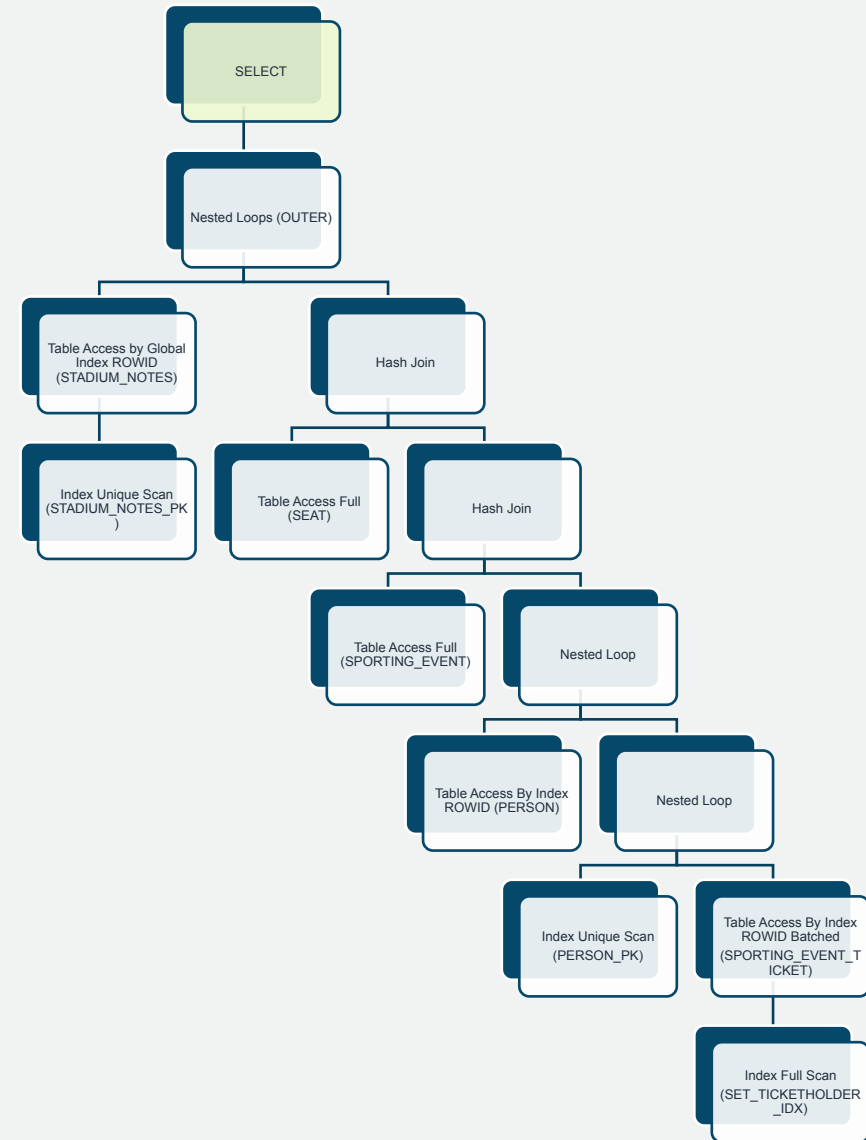 SELECT
Nested Loops (OUTER)
Table Access by Global
Index ROWID
(STADIUM_NOTES)
Hash Join
Index Unique Scan
(STADIUM_NOTES_PK
)
Table Access Full
(SEAT)
Hash Join
Table Access Full
(SPORTING_EVENT)
Nested Loop
Table Access By Index
ROWID (PERSON)
Nested Loop
Index Unique Scan
(PERSON_PK)
Table Access By Index
ROWID Batched
(SPORTING_EVENT_T
ICKET)
Index Full Scan
(SET_TICKETHOLDER
_IDX)